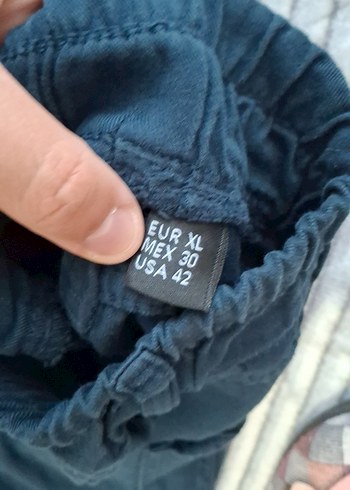 EUR XL
MEX 30
USA 42